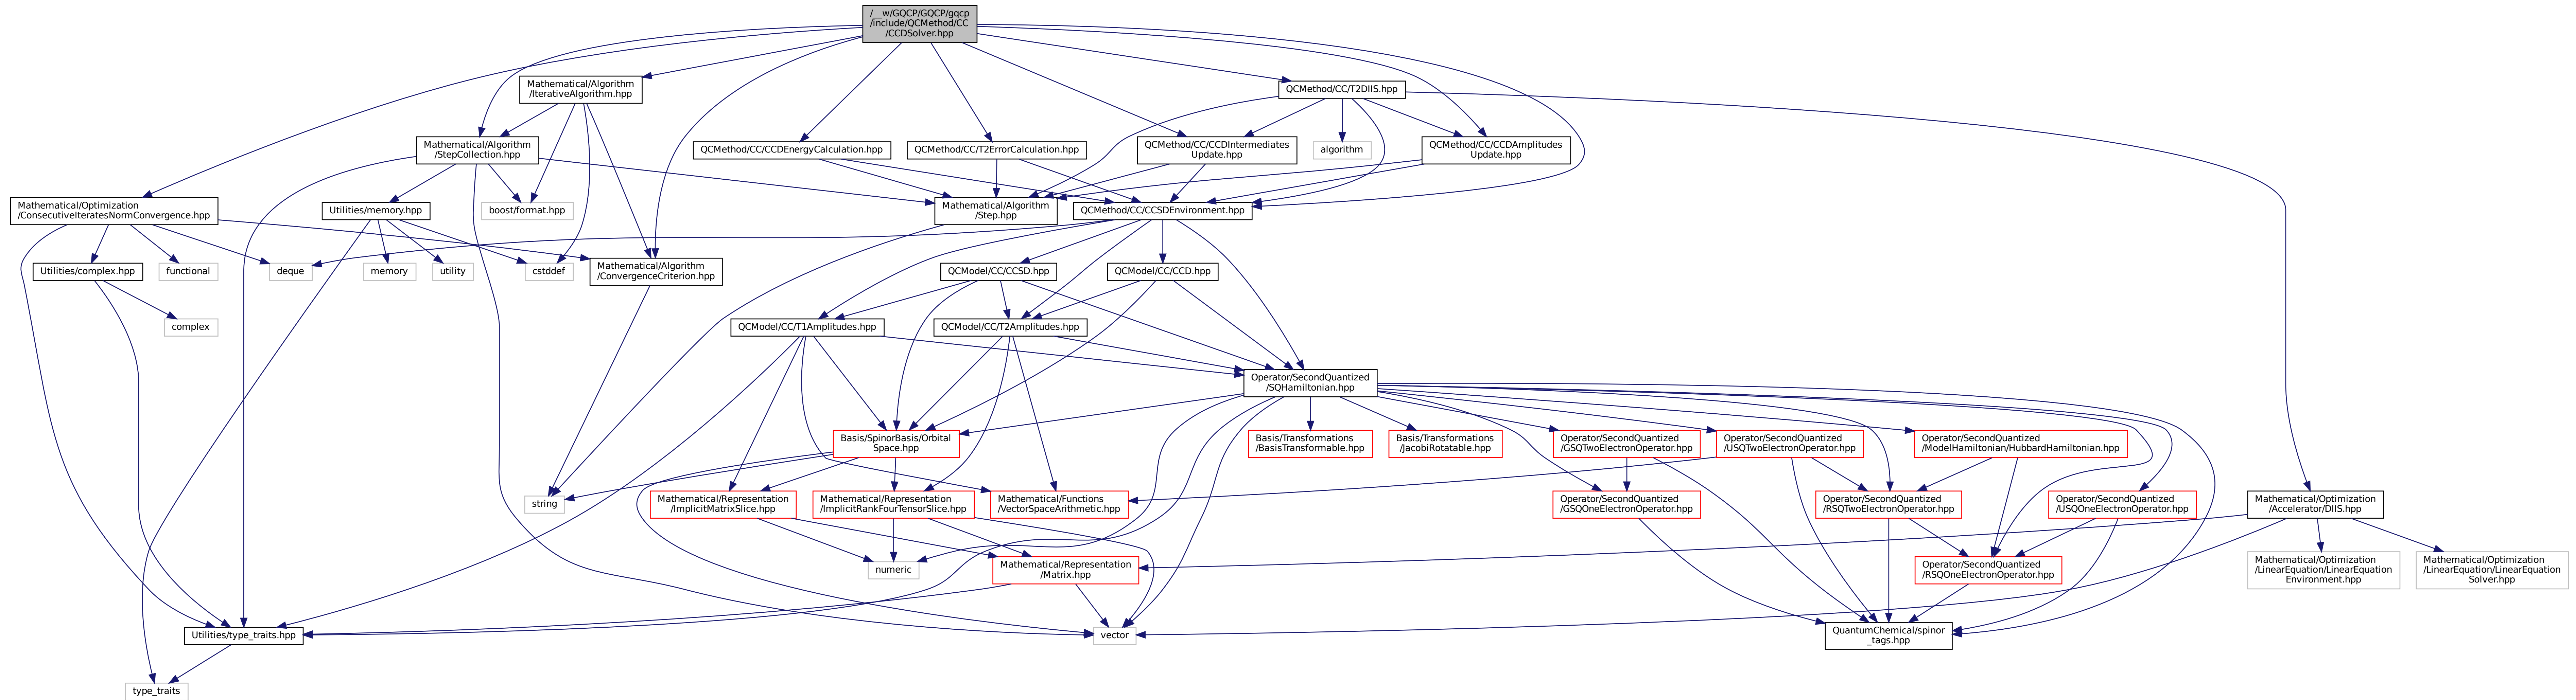 /__w/GQCP/GQCP/gqcp
/include/QCMethod/CC
/CCDSolver.hpp
Mathematical/Algorithm
/IterativeAlgorithm.hpp
QCMethod/CC/T2DIIS.hpp
Mathematical/Algorithm
/StepCollection.hpp
QCMethod/CC/CCDEnergyCalculation.hpp
QCMethod/CC/T2ErrorCalculation.hpp
QCMethod/CC/CCDIntermediates
Update.hpp
algorithm
QCMethod/CC/CCDAmplitudes
Update.hpp
Mathematical/Optimization
/ConsecutiveIteratesNormConvergence.hpp
Utilities/memory.hpp
boost/format.hpp
Mathematical/Algorithm
/Step.hpp
QCMethod/CC/CCSDEnvironment.hpp
Utilities/complex.hpp
functional
deque
memory
utility
cstddef
Mathematical/Algorithm
/ConvergenceCriterion.hpp
QCModel/CC/CCSD.hpp
QCModel/CC/CCD.hpp
complex
QCModel/CC/T1Amplitudes.hpp
QCModel/CC/T2Amplitudes.hpp
Operator/SecondQuantized
/SQHamiltonian.hpp
Basis/SpinorBasis/Orbital
Space.hpp
Basis/Transformations
/BasisTransformable.hpp
Basis/Transformations
/JacobiRotatable.hpp
Operator/SecondQuantized
/GSQTwoElectronOperator.hpp
Operator/SecondQuantized
/USQTwoElectronOperator.hpp
Operator/SecondQuantized
/ModelHamiltonian/HubbardHamiltonian.hpp
string
Mathematical/Representation
/ImplicitMatrixSlice.hpp
Mathematical/Representation
/ImplicitRankFourTensorSlice.hpp
Mathematical/Functions
/VectorSpaceArithmetic.hpp
Operator/SecondQuantized
/GSQOneElectronOperator.hpp
Operator/SecondQuantized
/RSQTwoElectronOperator.hpp
Operator/SecondQuantized
/USQOneElectronOperator.hpp
Mathematical/Optimization
/Accelerator/DIIS.hpp
numeric
Mathematical/Representation
/Matrix.hpp
Operator/SecondQuantized
/RSQOneElectronOperator.hpp
Mathematical/Optimization
/LinearEquation/LinearEquation
Environment.hpp
Mathematical/Optimization
/LinearEquation/LinearEquation
Solver.hpp
Utilities/type_traits.hpp
vector
QuantumChemical/spinor
_tags.hpp
type_traits